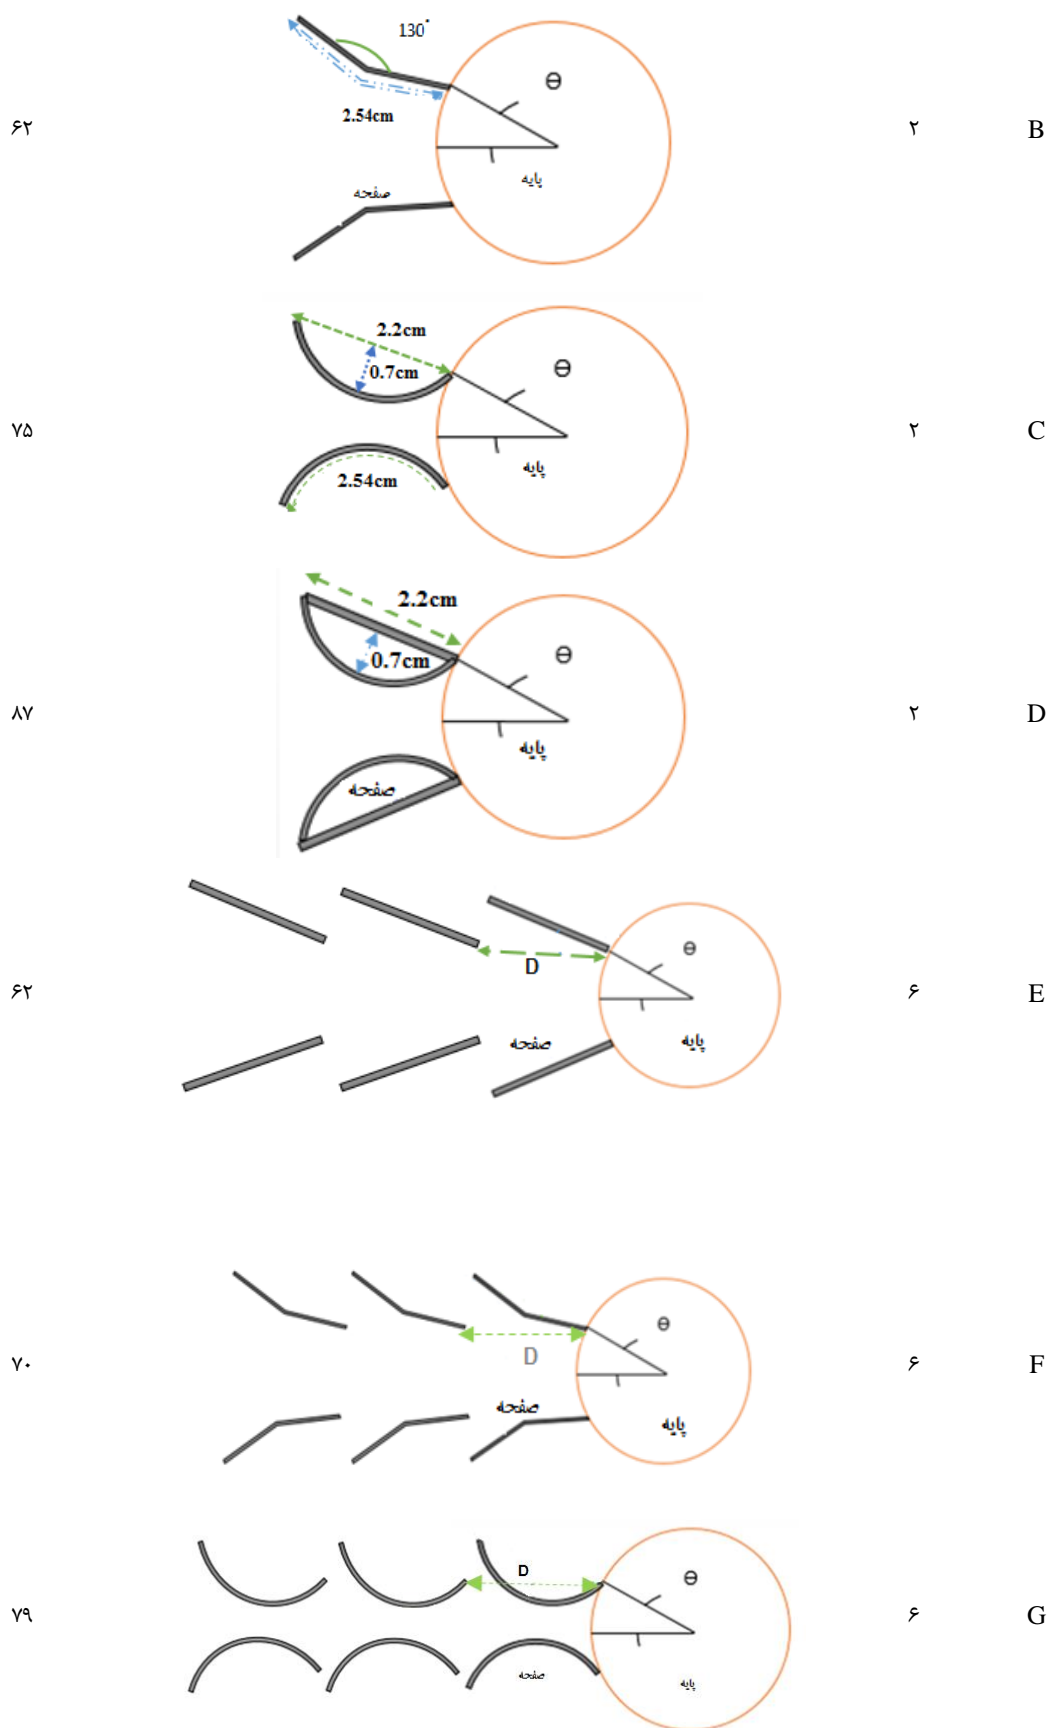 130°
Θ
2.54cm
پایه
صفحه
۶۲
۲
B
2.2cm
0.7cm
Θ
پایه
2.54cm
۷۵
۲
C
2.2cm
0.7cm
Θ
پایه
صفحه
۸۷
۲
D
Θ
D
صفحه
پایه
۶۲
۶
E
Θ
D
صفحه
پایه
۷۰
۶
F
D
Θ
صفحه
پایه
۷۹
۶
G